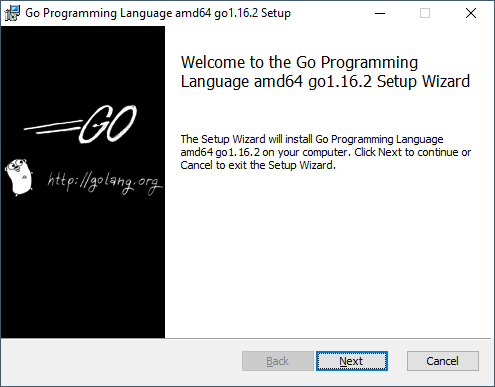 Go Programming Language amd64 go1.16.2 Setup
Welcome to the Go Programming
Language amd64 go1.16.2 Setup Wizard
GO
http://golang.org
The Setup Wizard will install Go Programming Language
amd64 go1.16.2 on your computer. Click Next to continue or
Cancel to exit the Setup Wizard.
Back
Next
Cancel